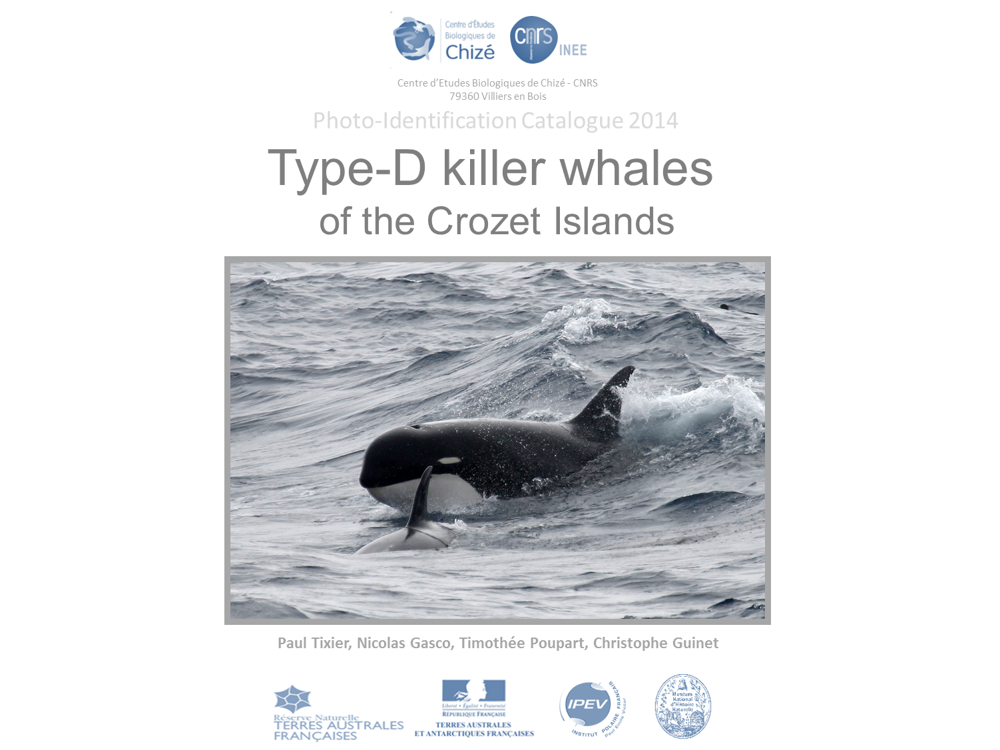 Centre d'Études
Biologiques de
Chizé
cnrs
INEE
Centre d’Etudes Biologiques de Chizé - CNRS
79360 Villiers en Bois
Photo-Identification Catalogue 2014
Type-D killer whales
of the Crozet Islands
Paul Tixier, Nicolas Gasco, Timothée Poupart, Christophe Guinet
Réserve Naturelle
TERRES AUSTRALES
FRANÇAISES
Liberté • Égalité • Fraternité
RÉPUBLIQUE FRANÇAISE
TERRES AUSTRALES
ET ANTARCTIQUES FRANÇAISES
IPEV
INSTITUT POLAIRE FRANÇAIS
Paul Emile Victor
Muséum
National
d'Histoire
Naturelle